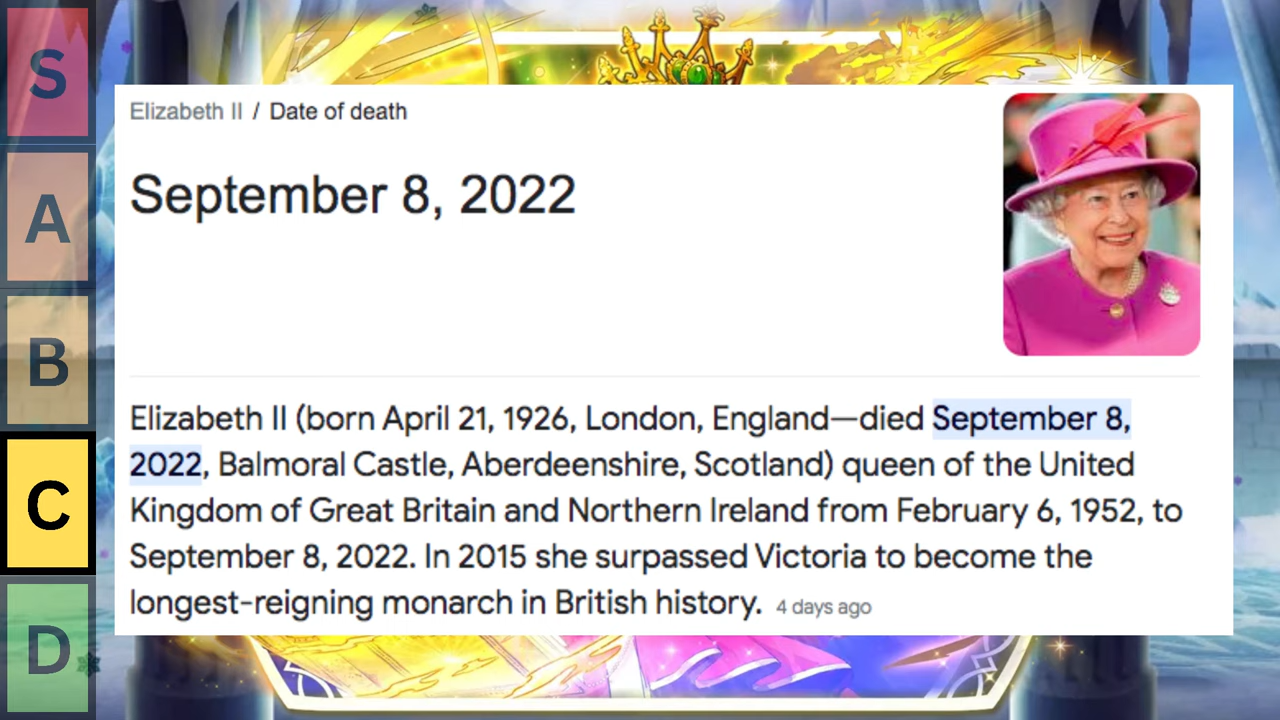 S
A
B
C
D
Elizabeth II / Date of death
September 8, 2022
Elizabeth II (born April 21, 1926, London, England—died September 8,
2022, Balmoral Castle, Aberdeenshire, Scotland) queen of the United
Kingdom of Great Britain and Northern Ireland from February 6, 1952, to
September 8, 2022. In 2015 she surpassed Victoria to become the
longest-reigning monarch in British history. 4 days ago